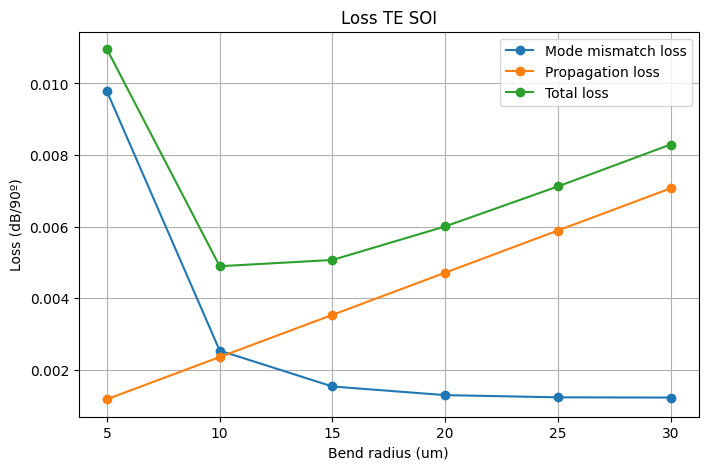 Loss TE SOI
Mode mismatch loss
Propagation loss
Total loss
Loss (dB/90º)
0.010
0.008
0.006
0.004
0.002
5 10 15 20 25 30
Bend radius (um)